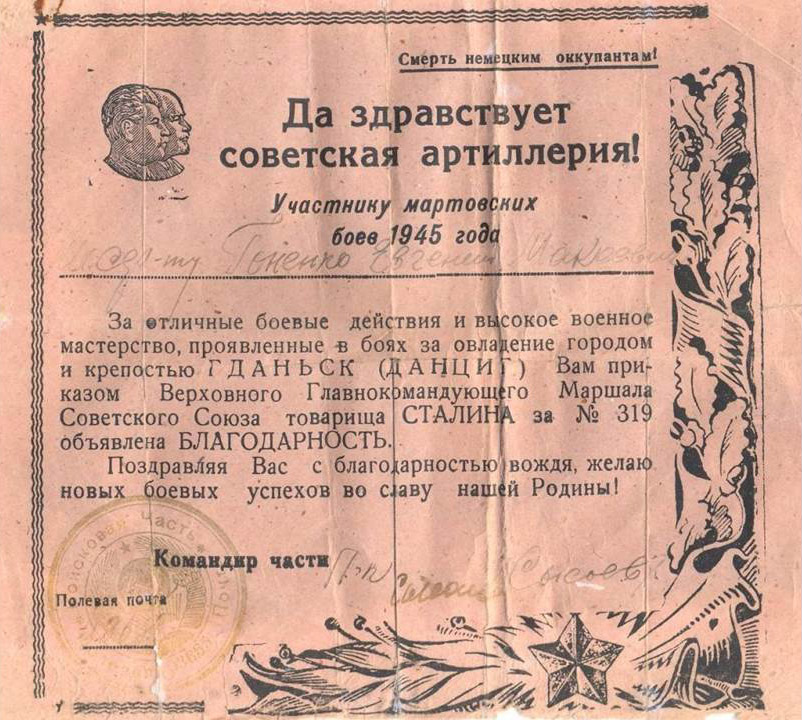 Смерть немецким оккупантам!
Да здравствует
советская артиллерия!
Участнику мартовских
боев 1945 года
Евгений
За отличные боевые действия и высокое военное
мастерство, проявленные в боях за овладение городом
и крепостью ГДАНЬСК (ДАНЦИГ) Вам при-
казом Верховного Главнокомандующего Маршала
Советского Союза товарища СТАЛИНА за № 319
объявлена БЛАГОДАРНОСТЬ.
Поздравляя Вас с благодарностью вождя, желаю
новых боевых успехов во славу нашей Родины!
Командир части П-к Сысоев
Полевая почта
часть